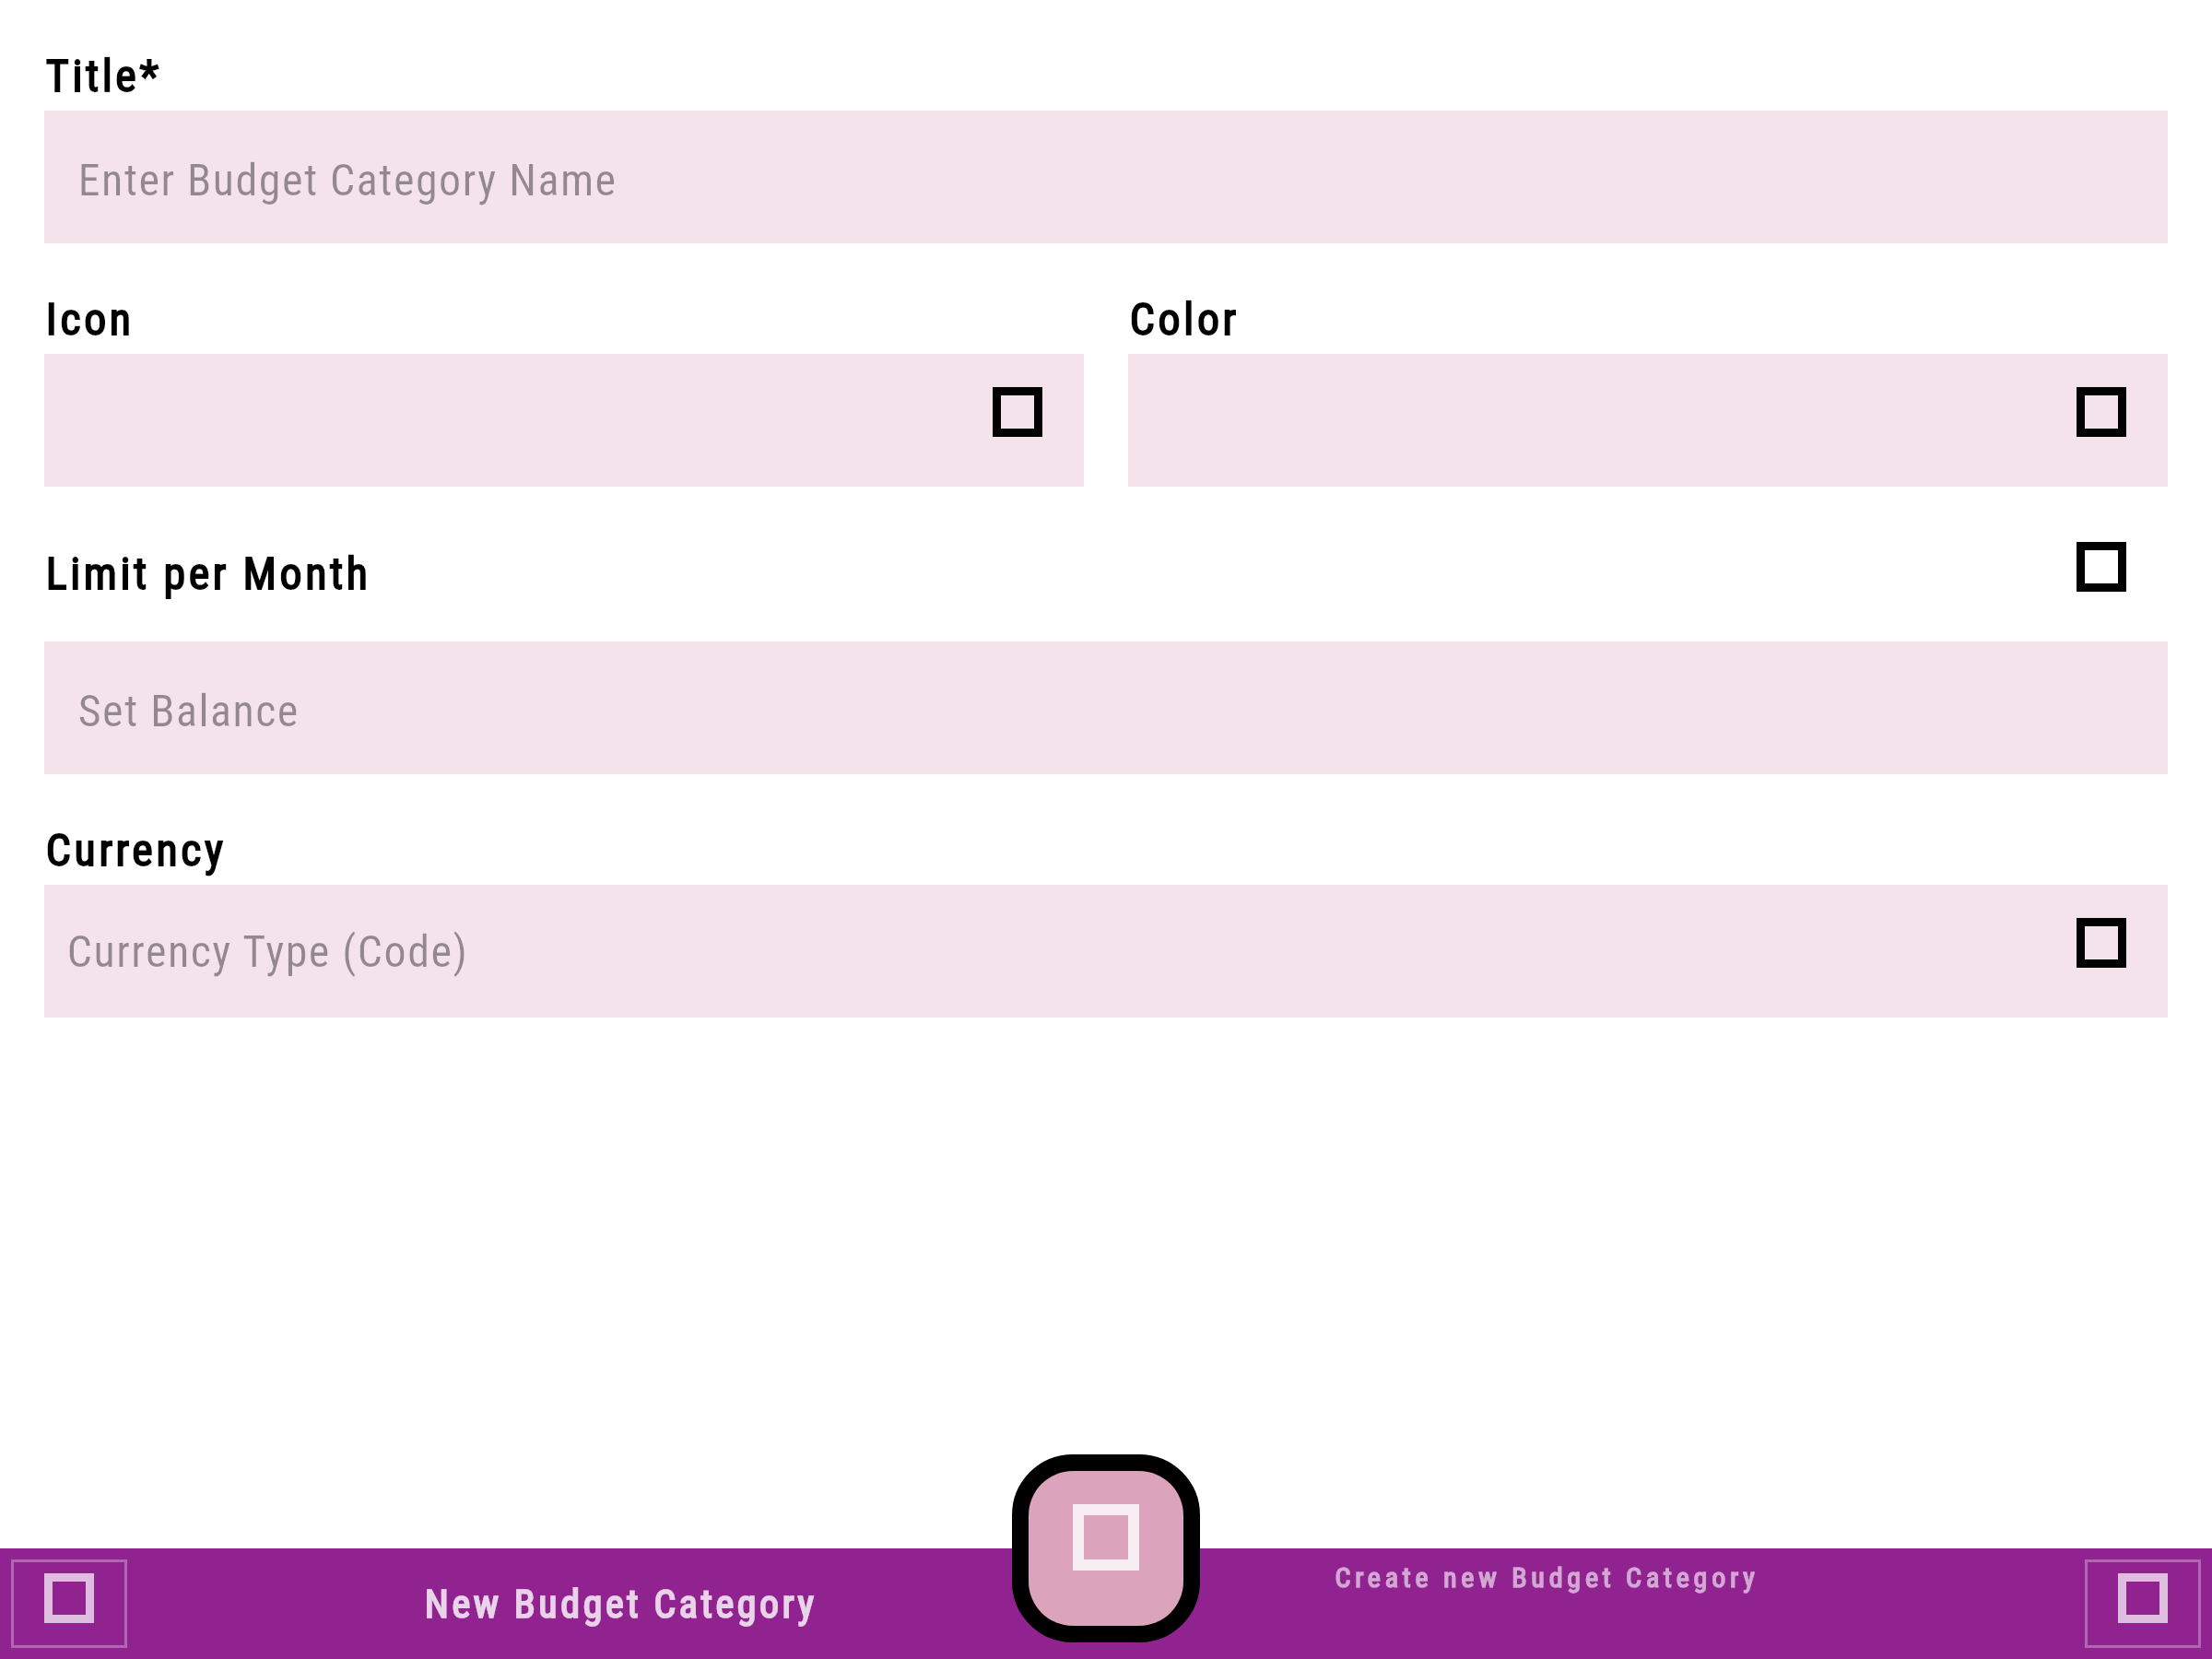 Title*
Enter Budget Category Name
Icon
Color
Limit per Month
Set Balance
Currency
Currency Type (Code)
New Budget Category
Create new Budget Category